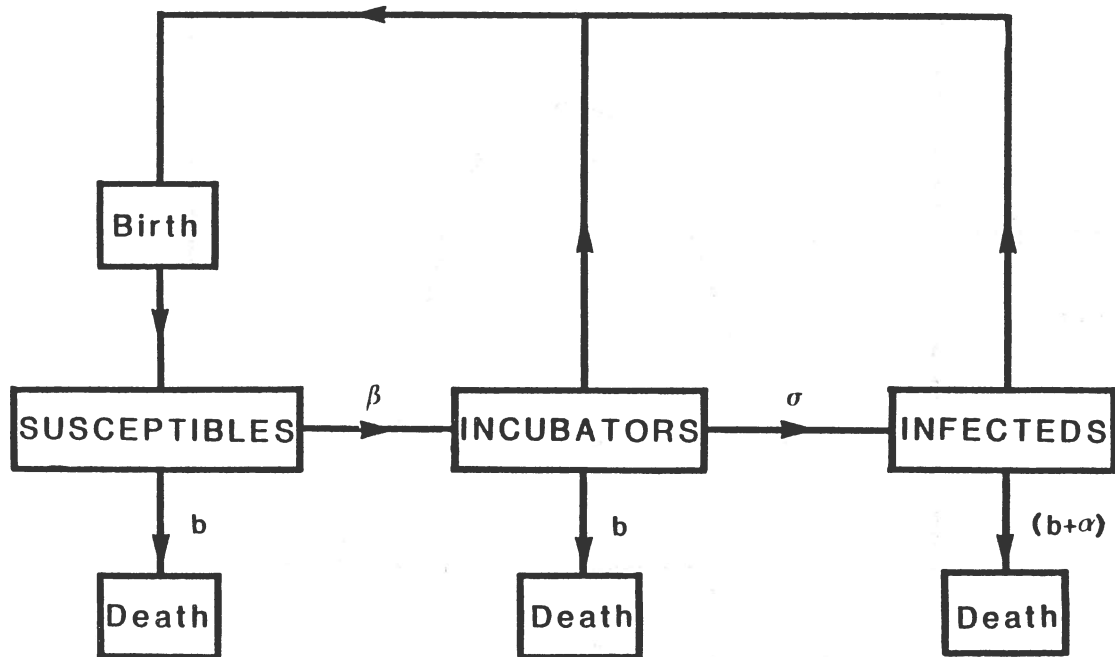 Birth
β
σ
SUSCEPTIBLES
INCUBATORS
INFECTEDS
b
b
(b+α)
Death
Death
Death